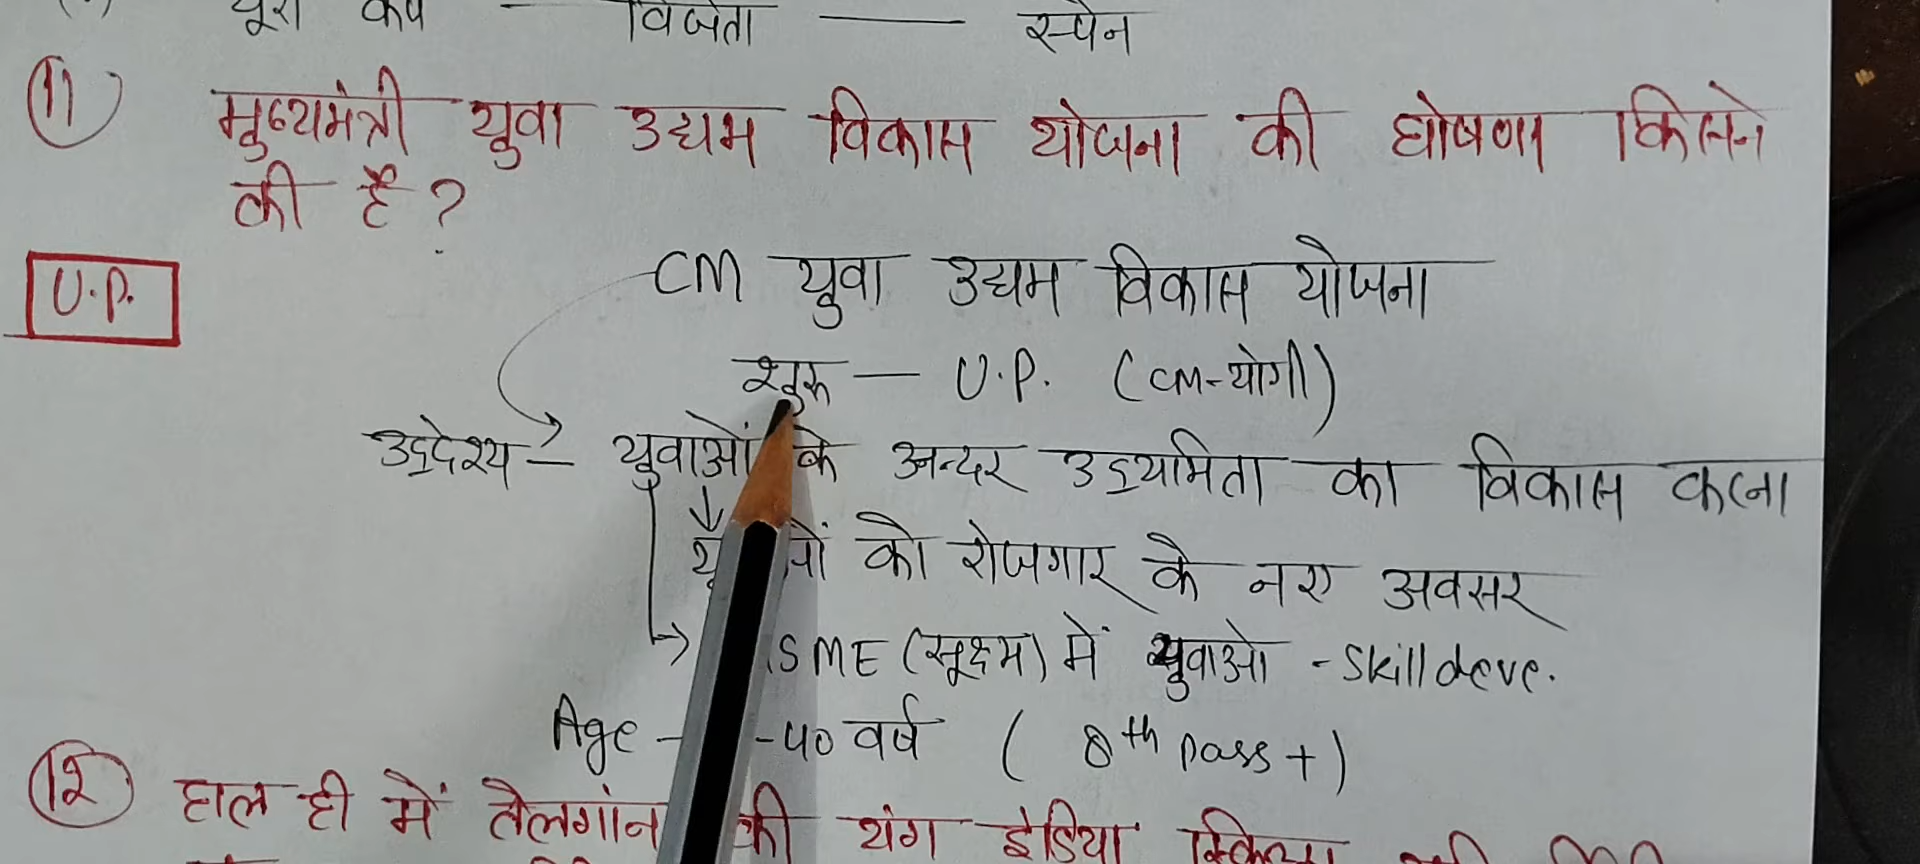 यूरो कप — विजेता — स्पेन
(11) मुख्यमंत्री युवा उद्यम विकास योजना की घोषणा किसने
की है ?
U.P.
CM युवा उद्यम विकास योजना
शुरू — U.P. (CM-योगी)
उद्देश्य — युवाओं के अन्दर उद्यमिता का विकास करना
को रोजगार के नए अवसर
SME (सूक्ष्म) में युवाओ - Skill deve.
Age - -40 वर्ष ( 8th pass + )
(12) हाल ही में तेलगांन की यंग इंडिया